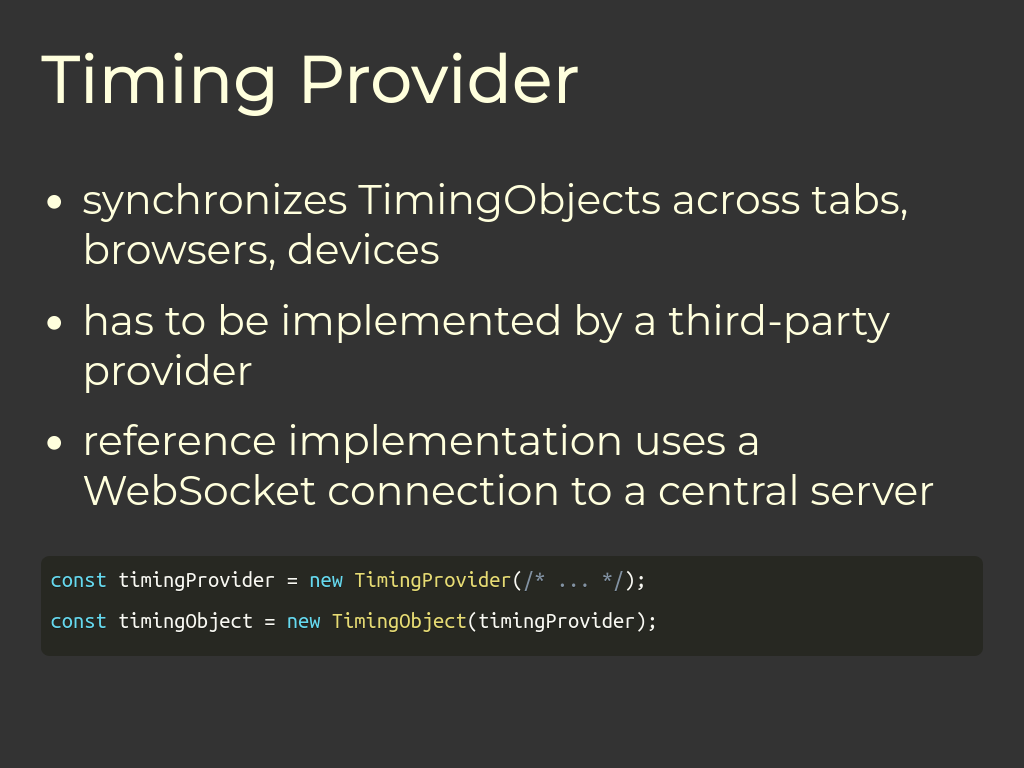 Timing Provider
• synchronizes TimingObjects across tabs,
browsers, devices
• has to be implemented by a third-party
provider
• reference implementation uses a
WebSocket connection to a central server
const timingProvider = new TimingProvider(/* ... */);
const timingObject = new TimingObject(timingProvider);